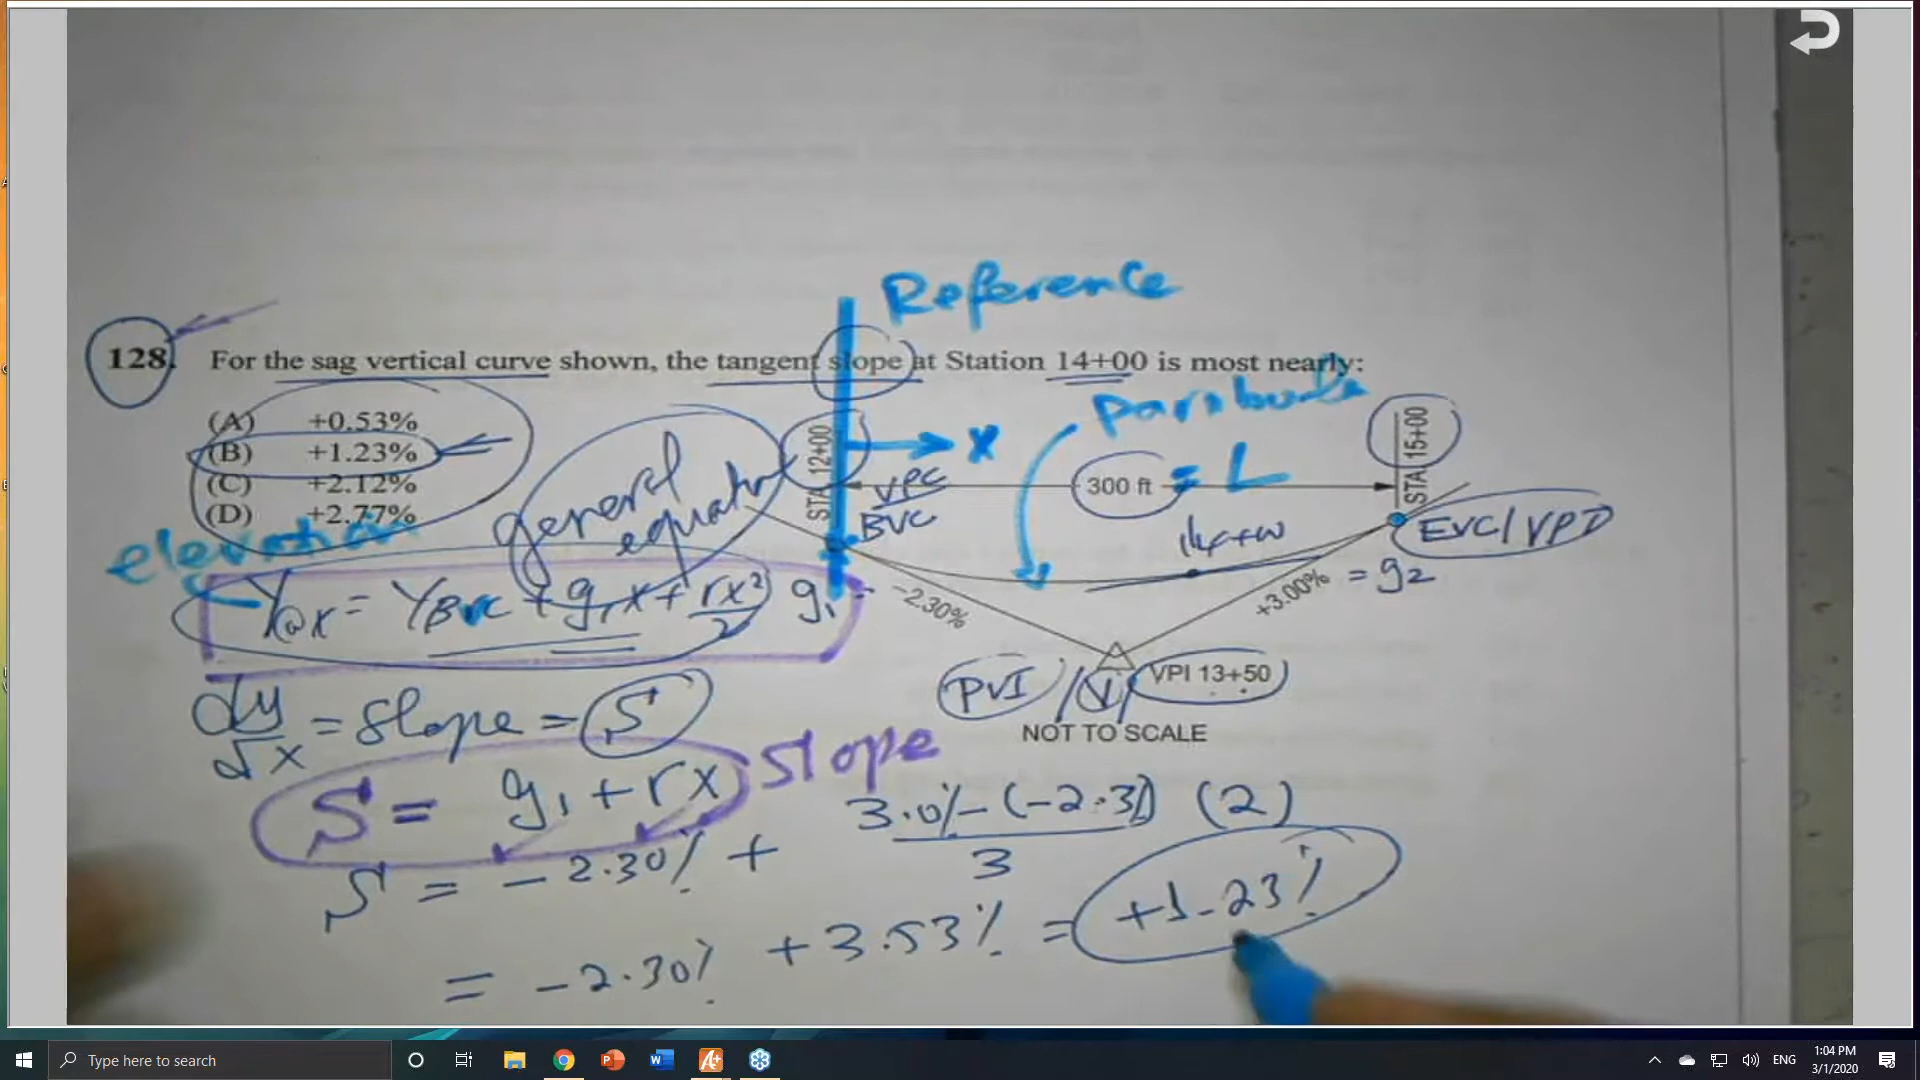 Reference
128. For the sag vertical curve shown, the tangent slope at Station 14+00 is most nearly:
(A) +0.53%
(B) +1.23%
(C) +2.12%
(D) +2.77%
general
equation
elevation
STA 12+00
x
VPC
BVC
parabola
300 ft = L
STA 15+00
14+00
EVC/VPT
-2.30%
+3.00% = g2
Y@x = YBVC + g1x + rx²/2
g1 =
PVI / V / VPI 13+50
NOT TO SCALE
dy/dx = slope = S
S = g1 + rx slope
S = -2.30% + 3.0% - (-2.3%) (2)
3
= -2.30% + 3.53% = +1.23%
Type here to search
ENG
1:04 PM
3/1/2020